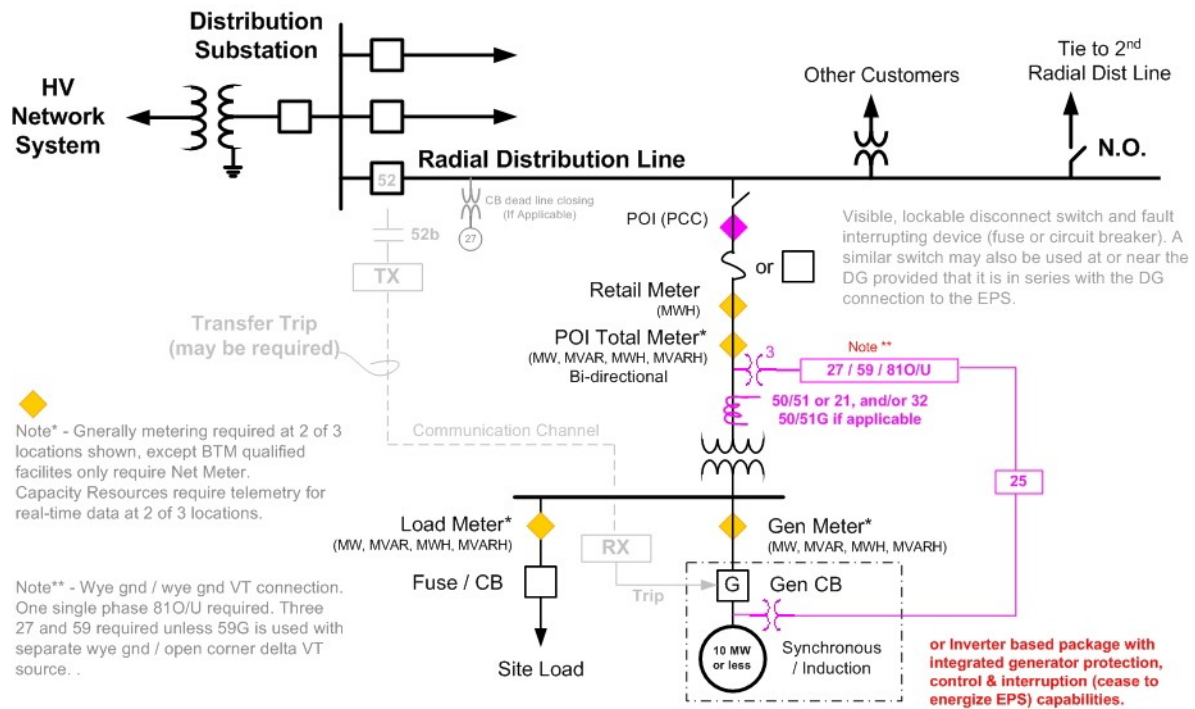 Distribution
Substation
HV
Network
System
Tie to 2nd
Radial Dist Line
Other Customers
N.O.
Radial Distribution Line
52
CB dead line closing
(If Applicable)
27
52b
TX
POI (PCC)
or
Visible, lockable disconnect switch and fault
interrupting device (fuse or circuit breaker). A
similar switch may also be used at or near the
DG provided that it is in series with the DG
connection to the EPS.
Retail Meter
(MWH)
Transfer Trip
(may be required)
POI Total Meter*
(MW, MVAR, MWH, MVARH)
Bi-directional
3
Note **
27 / 59 / 81O/U
50/51 or 21, and/or 32
50/51G if applicable
Note* - Gnerally metering required at 2 of 3
locations shown, except BTM qualified
facilites only require Net Meter.
Capacity Resources require telemetry for
real-time data at 2 of 3 locations.
Communication Channel
25
Load Meter*
(MW, MVAR, MWH, MVARH)
RX
Gen Meter*
(MW, MVAR, MWH, MVARH)
Fuse / CB
Trip
G
Gen CB
Note** - Wye gnd / wye gnd VT connection.
One single phase 81O/U required. Three
27 and 59 required unless 59G is used with
separate wye gnd / open corner delta VT
source. .
Site Load
10 MW
or less
Synchronous
/ Induction
or Inverter based package with
integrated generator protection,
control & interruption (cease to
energize EPS) capabilities.